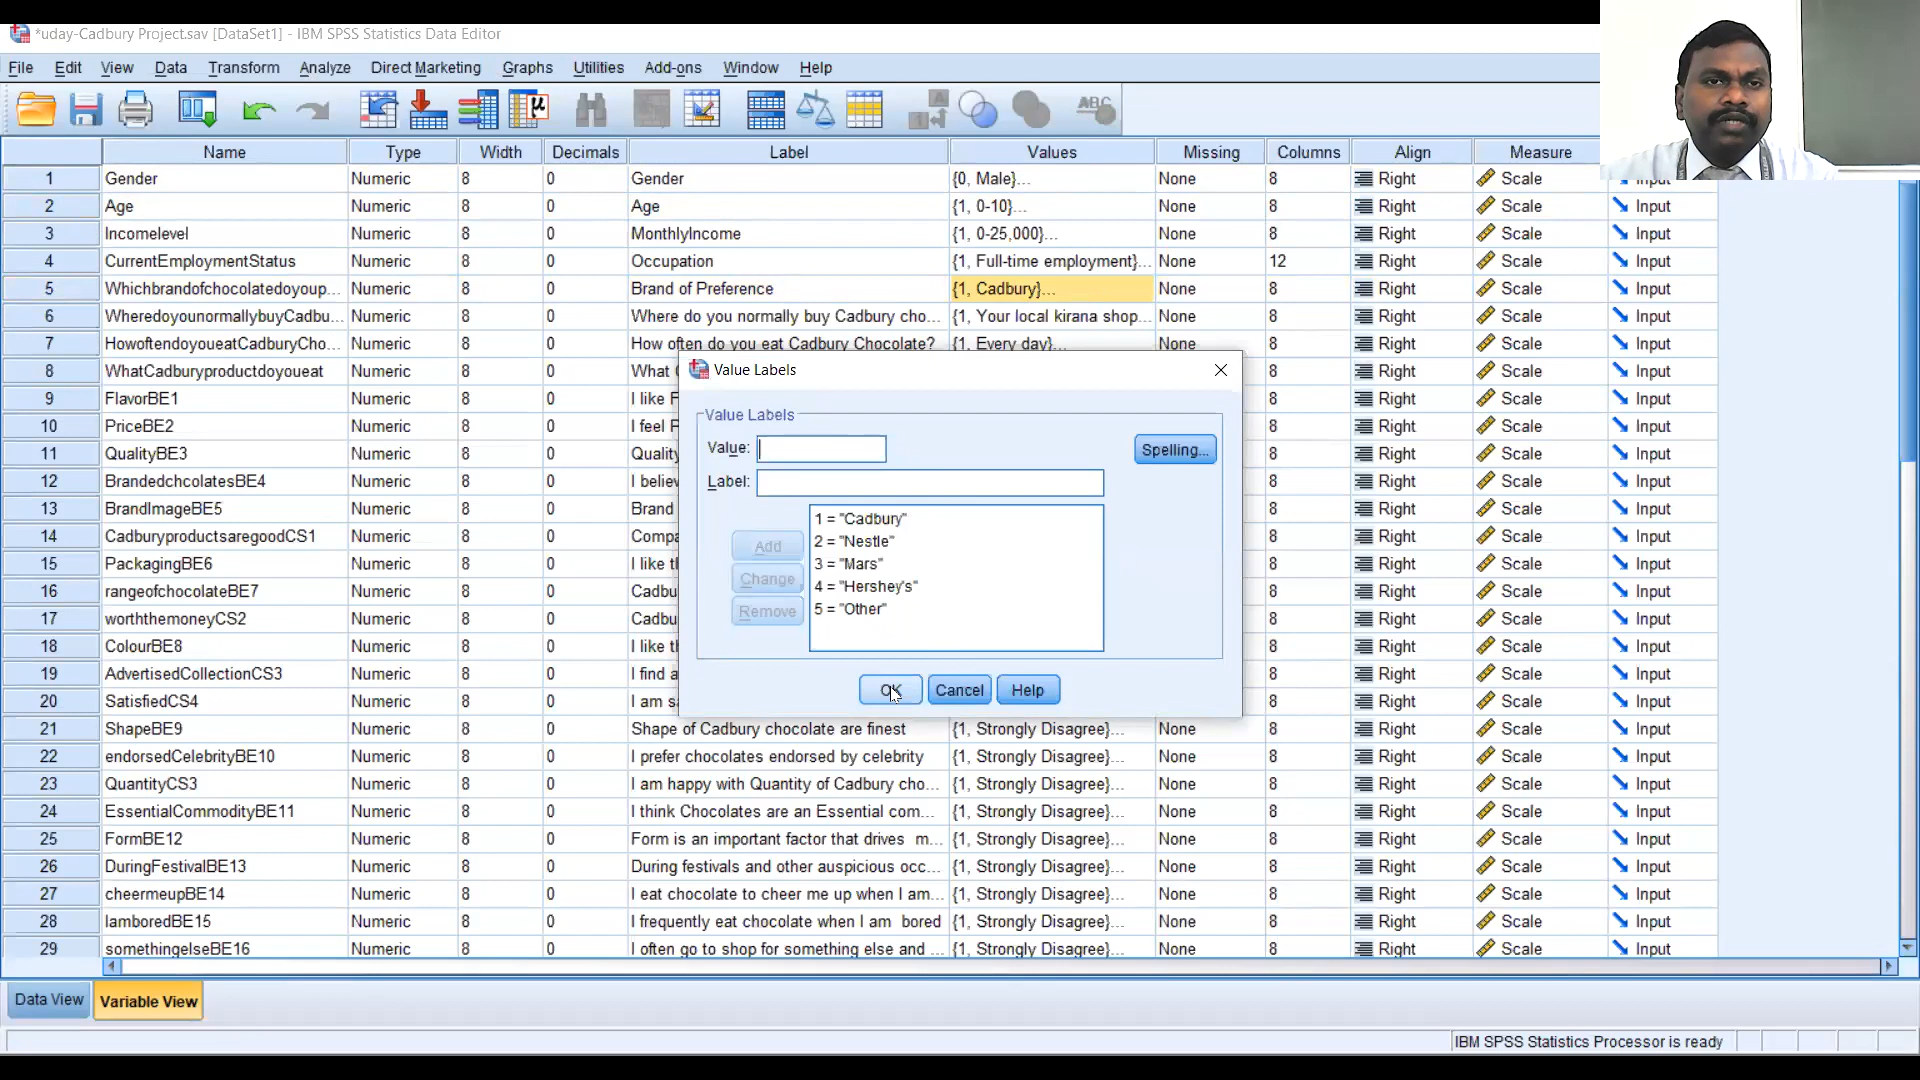 *uday-Cadbury Project.sav [DataSet1] - IBM SPSS Statistics Data Editor
File Edit View Data Transform Analyze Direct Marketing Graphs Utilities Add-ons Window Help
Name Type Width Decimals Label Values Missing Columns Align Measure
1 Gender Numeric 8 0 Gender {0, Male}... None 8 Right Scale Input
2 Age Numeric 8 0 Age {1, 0-10}... None 8 Right Scale Input
3 Incomelevel Numeric 8 0 MonthlyIncome {1, 0-25,000}... None 8 Right Scale Input
4 CurrentEmploymentStatus Numeric 8 0 Occupation {1, Full-time employment}... None 12 Right Scale Input
5 Whichbrandofchocolatedoyoup... Numeric 8 0 Brand of Preference {1, Cadbury}... None 8 Right Scale Input
6 WheredoyounormallybuyCadbu... Numeric 8 0 Where do you normally buy Cadbury cho... {1, Your local kirana shop... None 8 Right Scale Input
7 HowoftendoyoueatCadburyCho... Numeric 8 0 How often do you eat Cadbury Chocolate? {1, Every day}... None 8 Right Scale Input
8 WhatCadburyproductdoyoueat Numeric 8 0 What 8 Right Scale Input
9 FlavorBE1 Numeric 8 0 I like F 8 Right Scale Input
10 PriceBE2 Numeric 8 0 I feel F 8 Right Scale Input
11 QualityBE3 Numeric 8 0 Quality 8 Right Scale Input
12 BrandedchcolatesBE4 Numeric 8 0 I believ 8 Right Scale Input
13 BrandImageBE5 Numeric 8 0 Brand 8 Right Scale Input
14 CadburyproductsaregoodCS1 Numeric 8 0 Compa 8 Right Scale Input
15 PackagingBE6 Numeric 8 0 I like th 8 Right Scale Input
16 rangeofchocolateBE7 Numeric 8 0 Cadbu 8 Right Scale Input
17 worththemoneyCS2 Numeric 8 0 Cadbu 8 Right Scale Input
18 ColourBE8 Numeric 8 0 I like th 8 Right Scale Input
19 AdvertisedCollectionCS3 Numeric 8 0 I find a 8 Right Scale Input
20 SatisfiedCS4 Numeric 8 0 I am sa 8 Right Scale Input
21 ShapeBE9 Numeric 8 0 Shape of Cadbury chocolate are finest {1, Strongly Disagree}... None 8 Right Scale Input
22 endorsedCelebrityBE10 Numeric 8 0 I prefer chocolates endorsed by celebrity {1, Strongly Disagree}... None 8 Right Scale Input
23 QuantityCS3 Numeric 8 0 I am happy with Quantity of Cadbury cho... {1, Strongly Disagree}... None 8 Right Scale Input
24 EssentialCommodityBE11 Numeric 8 0 I think Chocolates are an Essential com... {1, Strongly Disagree}... None 8 Right Scale Input
25 FormBE12 Numeric 8 0 Form is an important factor that drives m... {1, Strongly Disagree}... None 8 Right Scale Input
26 DuringFestivalBE13 Numeric 8 0 During festivals and other auspicious occ... {1, Strongly Disagree}... None 8 Right Scale Input
27 cheermeupBE14 Numeric 8 0 I eat chocolate to cheer me up when I am... {1, Strongly Disagree}... None 8 Right Scale Input
28 IamboredBE15 Numeric 8 0 I frequently eat chocolate when I am bored {1, Strongly Disagree}... None 8 Right Scale Input
29 somethingelseBE16 Numeric 8 0 I often go to shop for something else and ... {1, Strongly Disagree}... None 8 Right Scale Input
Value Labels
Value Labels
Value:
Spelling...
Label:
1 = "Cadbury"
2 = "Nestle"
3 = "Mars"
4 = "Hershey's"
5 = "Other"
Add
Change
Remove
OK Cancel Help
Data View Variable View
IBM SPSS Statistics Processor is ready